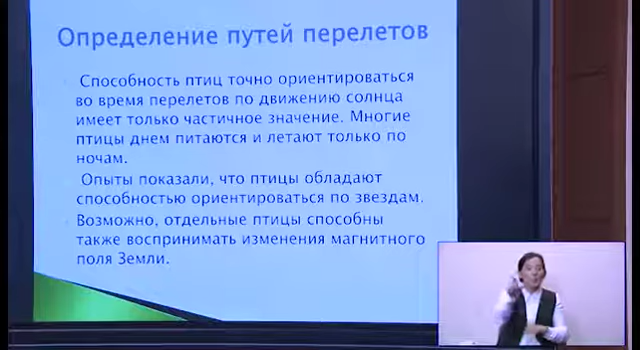 Определение путей перелетов
Способность птиц точно ориентироваться
во время перелетов по движению солнца
имеет только частичное значение. Многие
птицы днем питаются и летают только по
ночам.
Опыты показали, что птицы обладают
способностью ориентироваться по звездам.
Возможно, отдельные птицы способны
также воспринимать изменения магнитного
поля Земли.